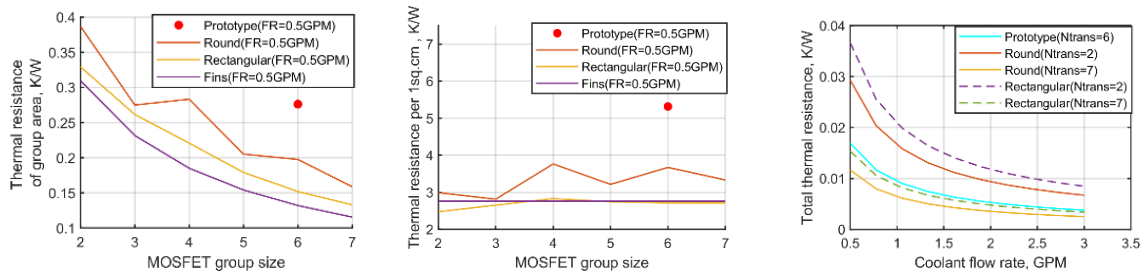 Thermal resistance
of group area, K/W
0.4
0.35
0.3
0.25
0.2
0.15
0.1
2 3 4 5 6 7
MOSFET group size
Prototype(FR=0.5GPM)
Round(FR=0.5GPM)
Rectangular(FR=0.5GPM)
Fins(FR=0.5GPM)
Thermal resistance per 1sq.cm , K/W
7
6
5
4
3
2
2 3 4 5 6 7
MOSFET group size
Prototype(FR=0.5GPM)
Round(FR=0.5GPM)
Rectangular(FR=0.5GPM)
Fins(FR=0.5GPM)
Total thermal resistance, K/W
0.04
0.03
0.02
0.01
0
0.5 1 1.5 2 2.5 3 3.5
Coolant flow rate, GPM
Prototype(Ntrans=6)
Round(Ntrans=2)
Round(Ntrans=7)
Rectangular(Ntrans=2)
Rectangular(Ntrans=7)